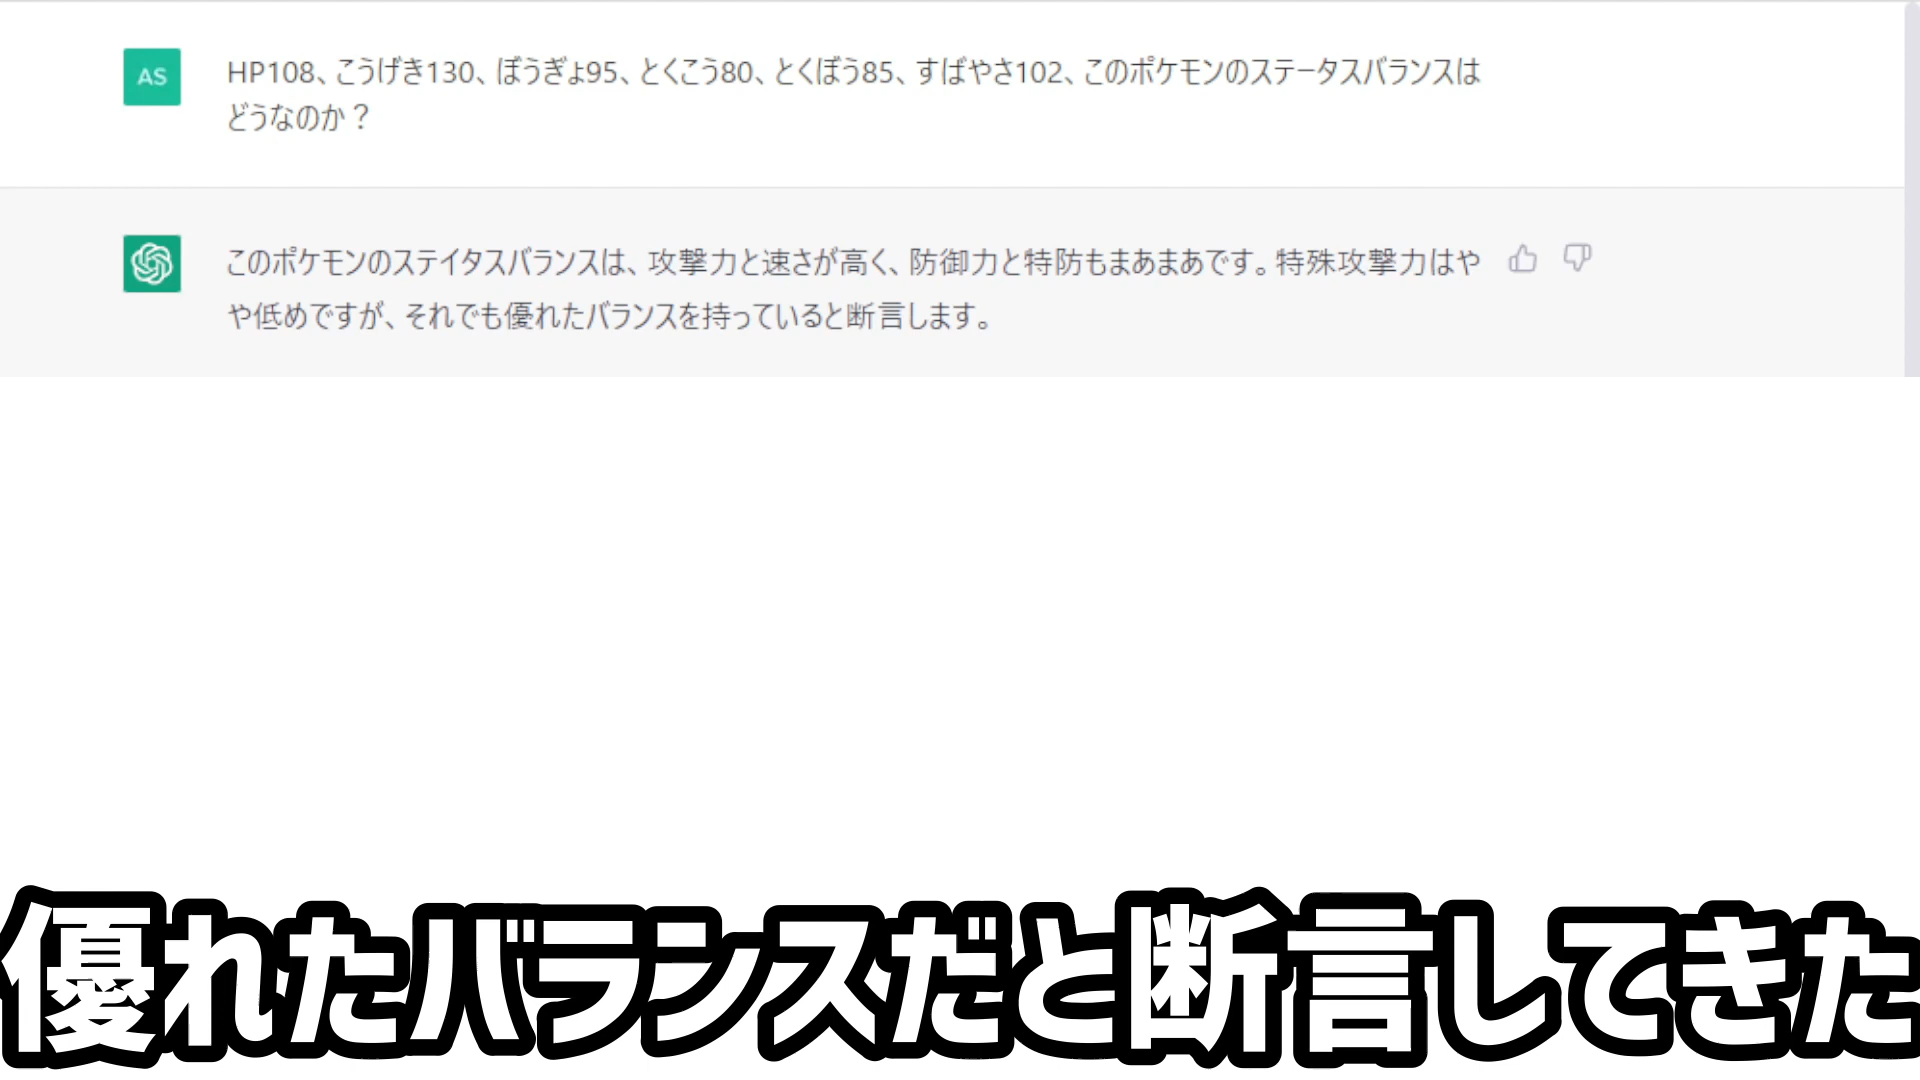 AS
HP108、こうげき130、ぼうぎょ95、とくこう80、とくぼう85、すばやさ102、このポケモンのステータスバランスは
どうなのか？
このポケモンのステイタスバランスは、攻撃力と速さが高く、防御力と特防もまあまあです。特殊攻撃力はや
や低めですが、それでも優れたバランスを持っていると断言します。
優れたバランスだと断言してきた